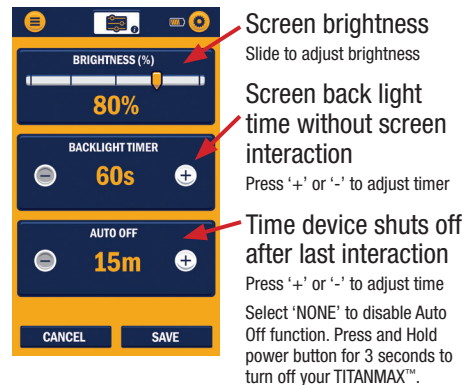 BRIGHTNESS (%)
80%
BACKLIGHT TIMER
60s
AUTO OFF
15m
CANCEL
SAVE
Screen brightness
Slide to adjust brightness
Screen back light
time without screen
interaction
Press ‘+’ or ‘-’ to adjust timer
Time device shuts off
after last interaction
Press ‘+’ or ‘-’ to adjust time
Select ‘NONE’ to disable Auto
Off function. Press and Hold
power button for 3 seconds to
turn off your TITANMAX™.